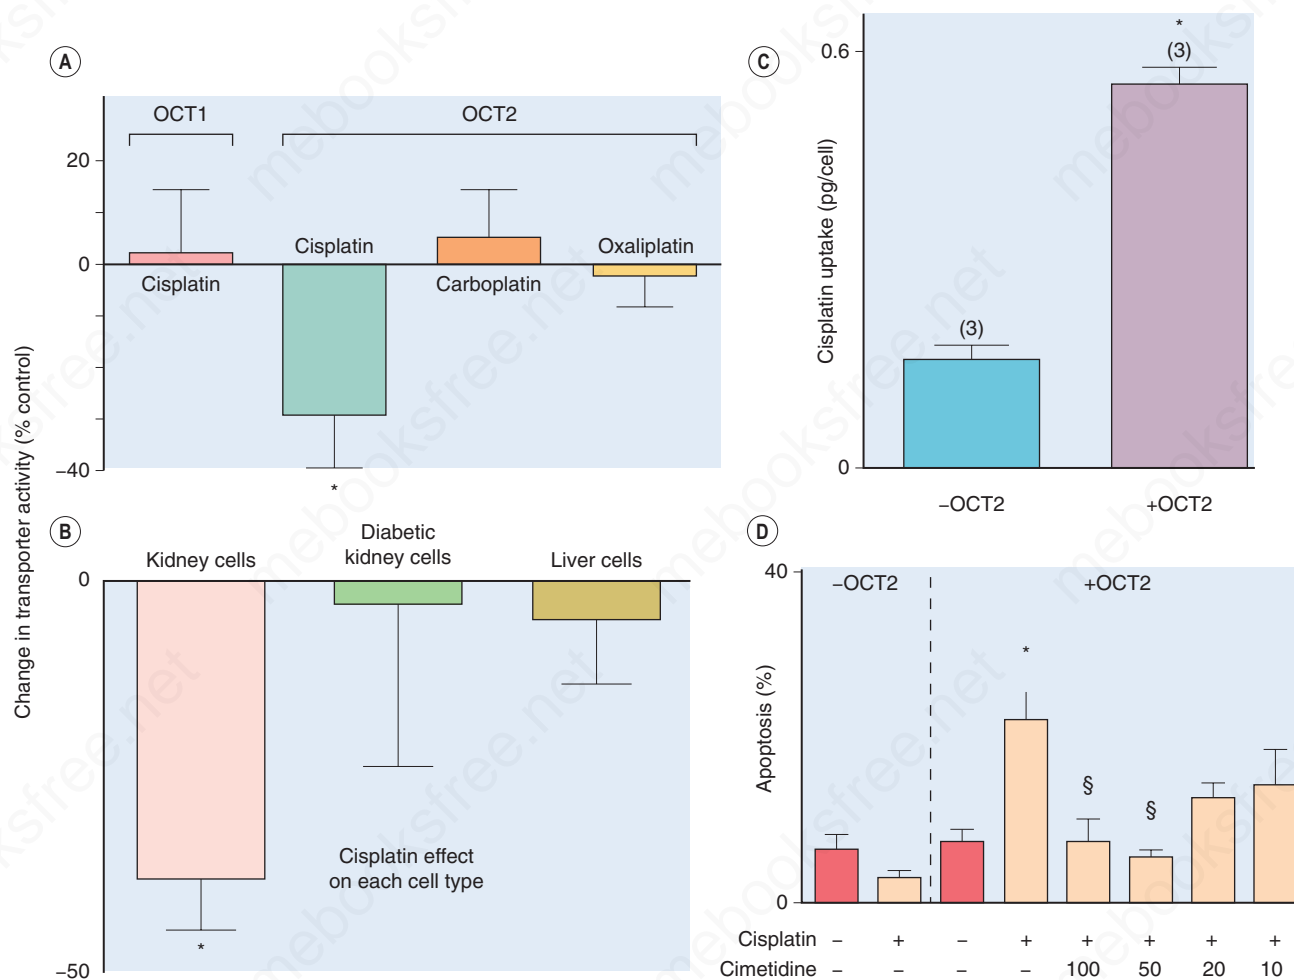 A
OCT1
OCT2
20
0
−40
Cisplatin
Cisplatin
Carboplatin
Oxaliplatin
*
Change in transporter activity (% control)
B
Kidney cells
Diabetic
kidney cells
Liver cells
0
−50
*
Cisplatin effect
on each cell type
C
0.6
0
Cisplatin uptake (pg/cell)
(3)
*
(3)
−OCT2
+OCT2
D
40
0
Apoptosis (%)
−OCT2
+OCT2
*
§
§
Cisplatin − + − + + + + +
Cimetidine − − − − 100 50 20 10
mebooksfree.net